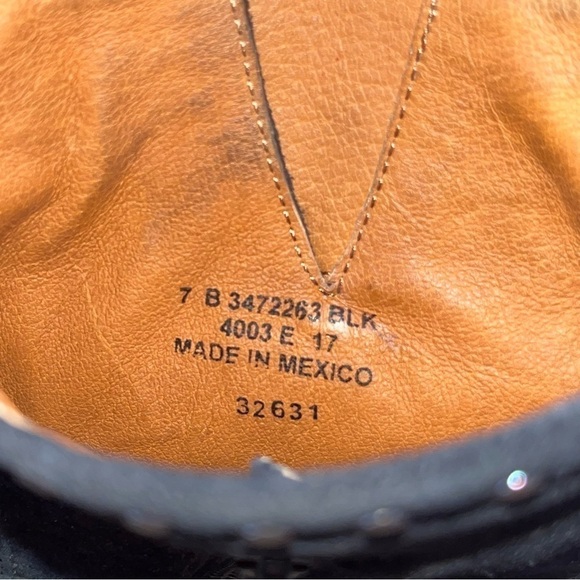 7 B 3472263 BLK
4003 E 17
MADE IN MEXICO
32631